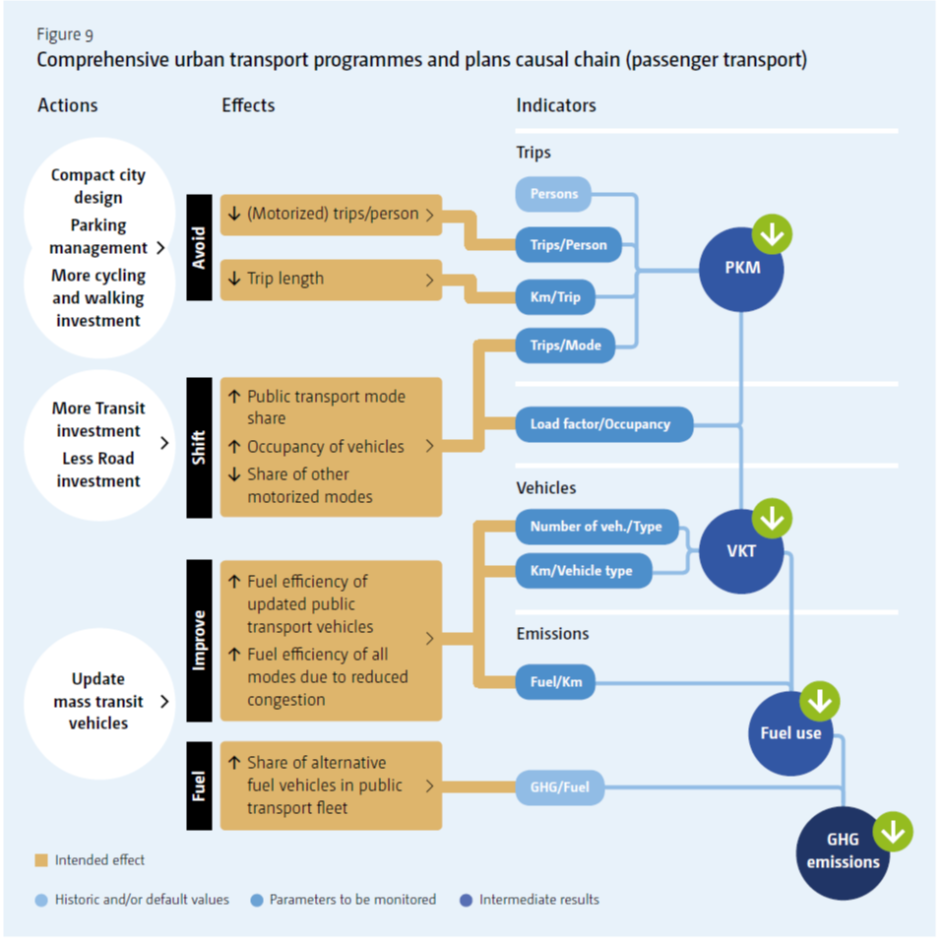 Figure 9
Comprehensive urban transport programmes and plans causal chain (passenger transport)
Actions
Effects
Indicators
Compact city
design
Parking
management
More cycling
and walking
investment
Avoid
↓ (Motorized) trips/person
↓ Trip length
Trips
Persons
Trips/Person
Km/Trip
Trips/Mode
PKM
More Transit
investment
Less Road
investment
Shift
↑ Public transport mode
share
↑ Occupancy of vehicles
↓ Share of other
motorized modes
Load factor/Occupancy
Vehicles
Number of veh./Type
Km/Vehicle type
VKT
Update
mass transit
vehicles
Improve
↑ Fuel efficiency of
updated public
transport vehicles
↑ Fuel efficiency of all
modes due to reduced
congestion
Emissions
Fuel/Km
Fuel use
Fuel
↑ Share of alternative
fuel vehicles in public
transport fleet
GHG/Fuel
GHG
emissions
Intended effect
Historic and/or default values
Parameters to be monitored
Intermediate results